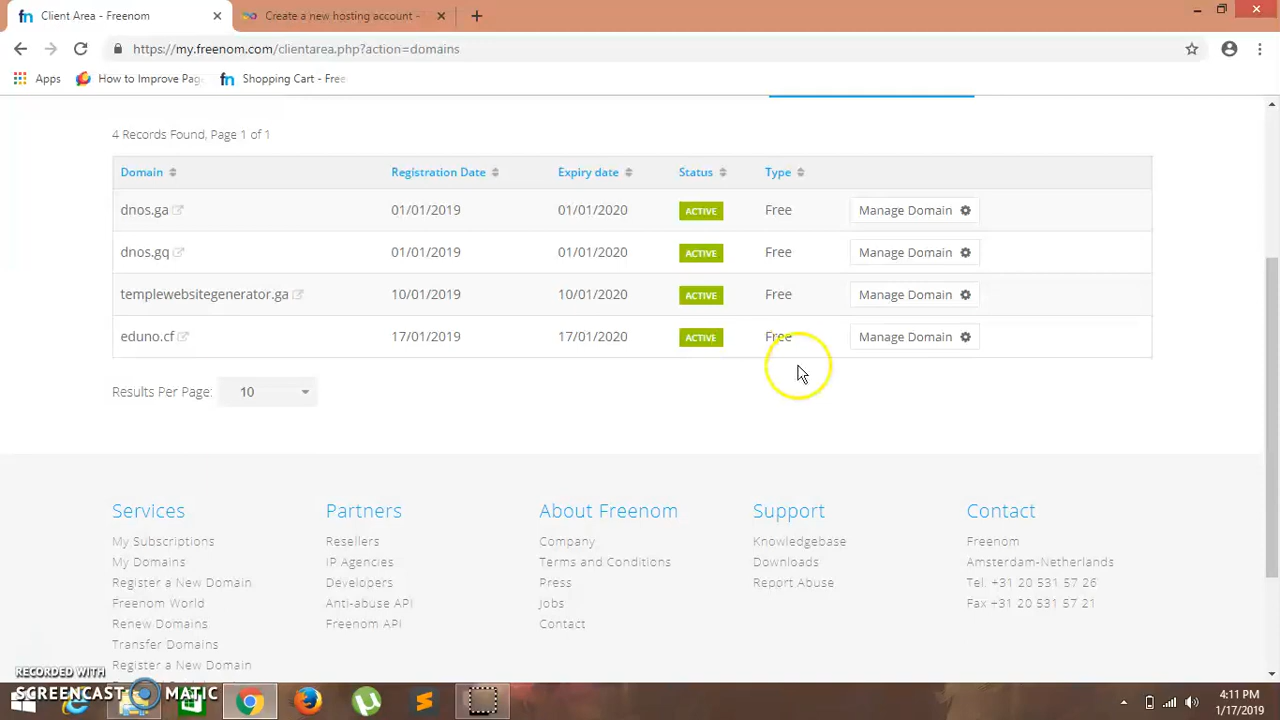 Client Area - Freenom
Create a new hosting account -
https://my.freenom.com/clientarea.php?action=domains
Apps How to Improve Pag Shopping Cart - Free
4 Records Found, Page 1 of 1
Domain Registration Date Expiry date Status Type
dnos.ga 01/01/2019 01/01/2020 ACTIVE Free Manage Domain
dnos.gq 01/01/2019 01/01/2020 ACTIVE Free Manage Domain
templewebsitegenerator.ga 10/01/2019 10/01/2020 ACTIVE Free Manage Domain
eduno.cf 17/01/2019 17/01/2020 ACTIVE Free Manage Domain
Results Per Page: 10
Services Partners About Freenom Support Contact
My Subscriptions Resellers Company Knowledgebase Freenom
My Domains IP Agencies Terms and Conditions Downloads Amsterdam-Netherlands
Register a New Domain Developers Press Report Abuse Tel. +31 20 531 57 26
Freenom World Anti-abuse API Jobs Fax +31 20 531 57 21
Renew Domains Freenom API Contact
Transfer Domains
Register a New Domain
RECORDED WITH
SCREENCAST MATIC
4:11 PM
1/17/2019